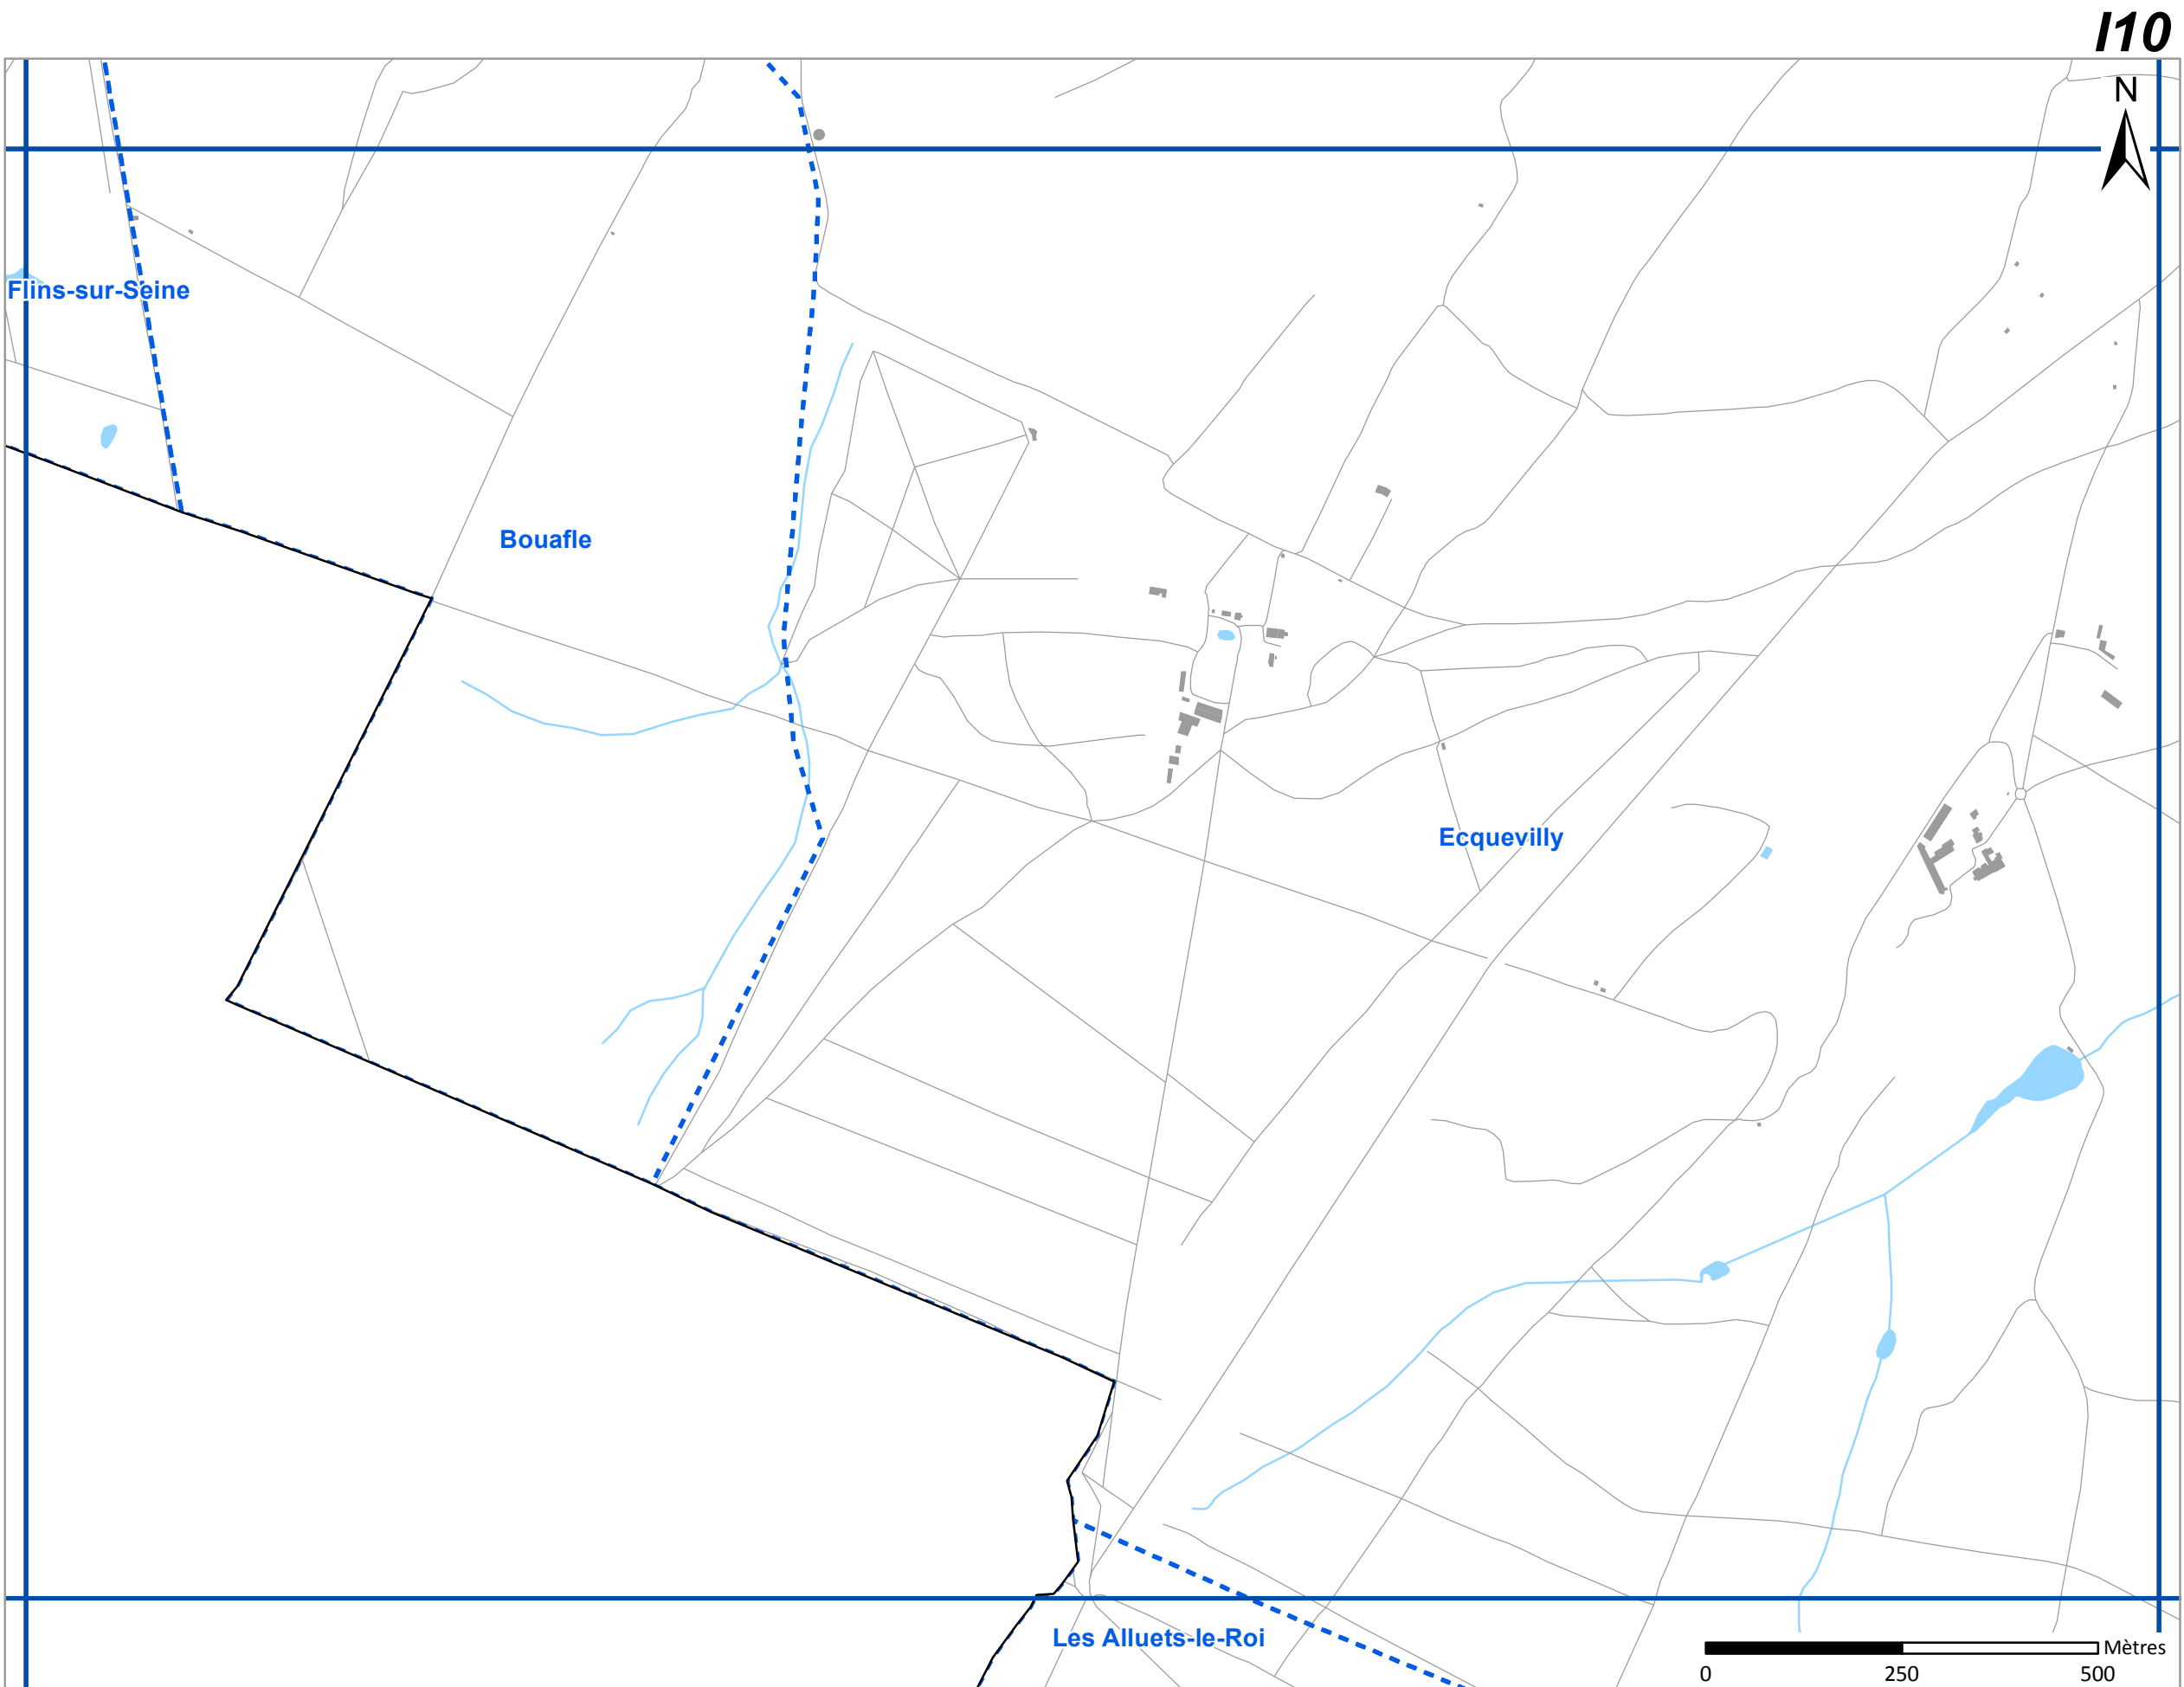 I10
N
Flins-sur-Seine
Bouafle
Ecquevilly
Les Alluets-le-Roi
Mètres
0 250 500